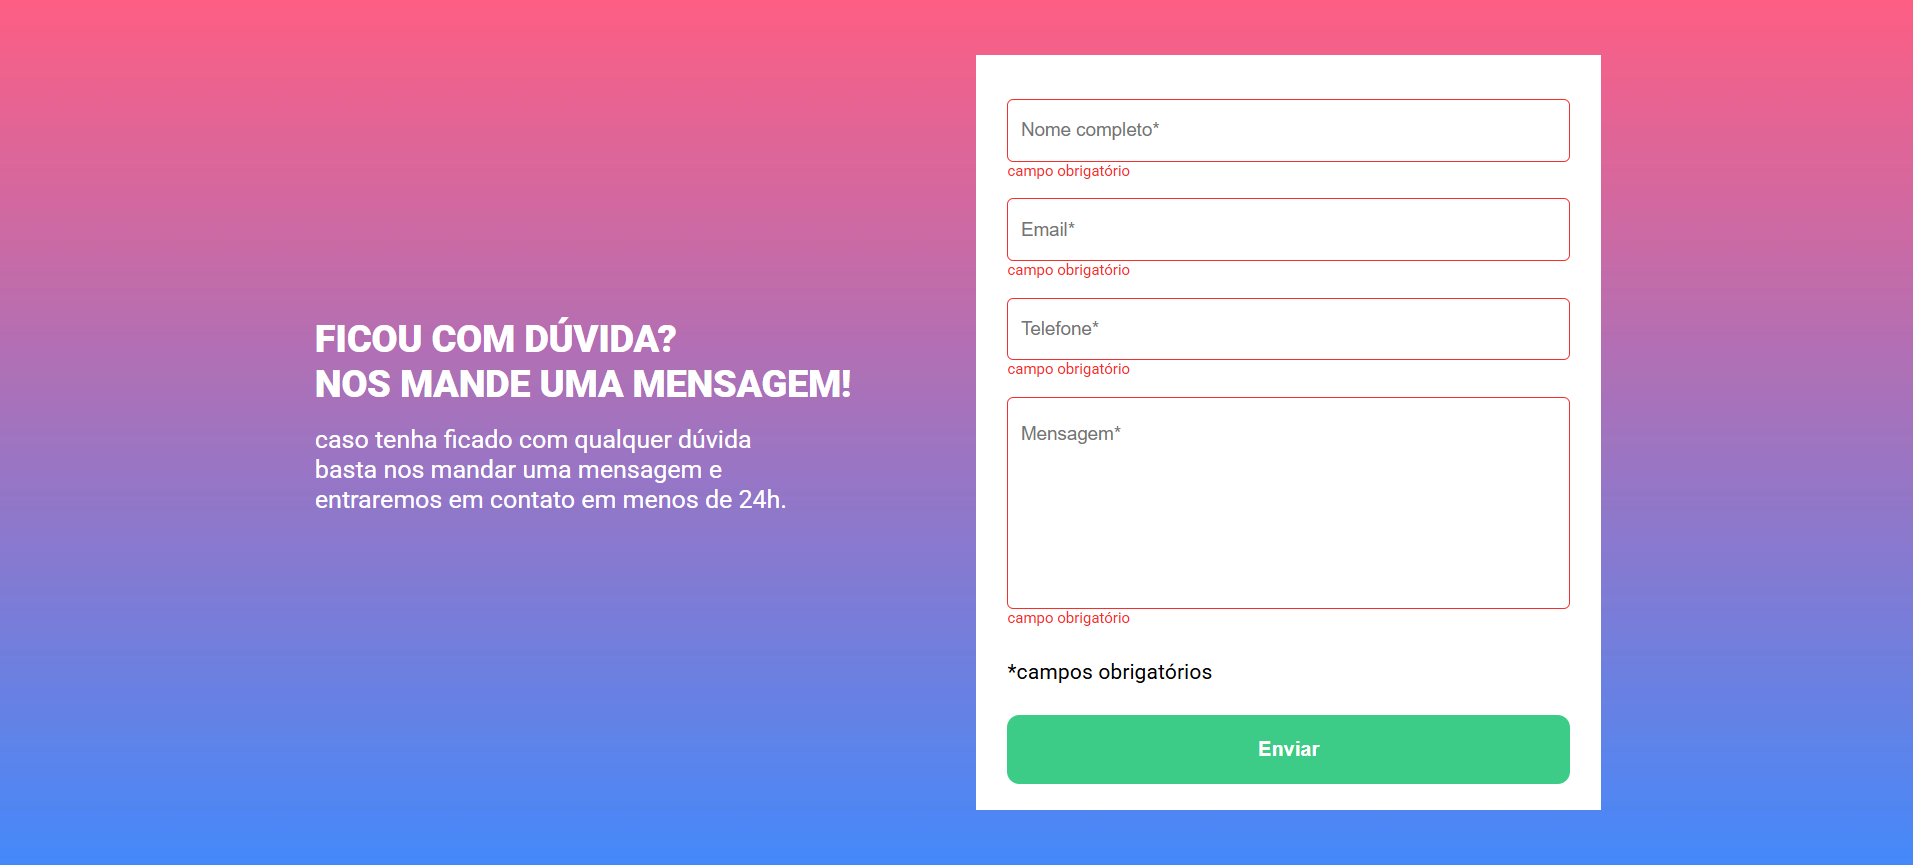 FICOU COM DÚVIDA?
NOS MANDE UMA MENSAGEM!
caso tenha ficado com qualquer dúvida
basta nos mandar uma mensagem e
entraremos em contato em menos de 24h.
Nome completo*
campo obrigatório
Email*
campo obrigatório
Telefone*
campo obrigatório
Mensagem*
campo obrigatório
*campos obrigatórios
Enviar